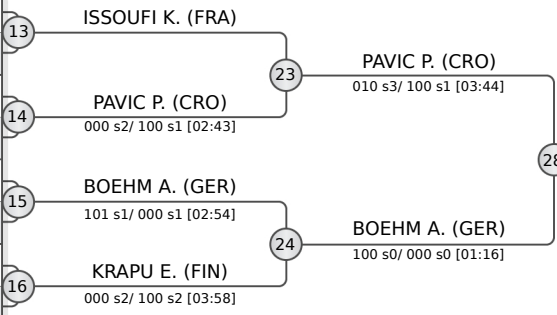 ISSOUFI K. (FRA)
13
23
PAVIC P. (CRO)
010 s3/ 100 s1 [03:44]
PAVIC P. (CRO)
14
000 s2/ 100 s1 [02:43]
28
BOEHM A. (GER)
15
101 s1/ 000 s1 [02:54]
24
BOEHM A. (GER)
100 s0/ 000 s0 [01:16]
KRAPU E. (FIN)
16
000 s2/ 100 s2 [03:58]